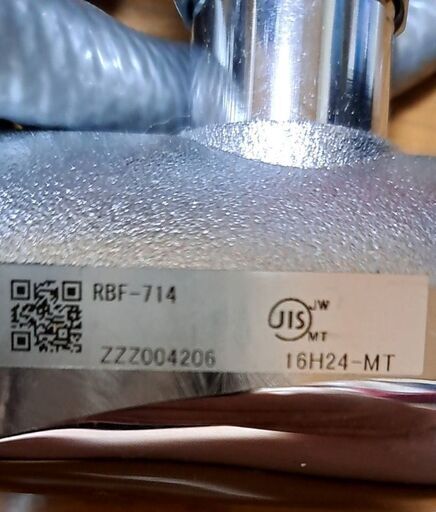 RBF-714
ZZZ004206
JIS
JW
MT
16H24-MT